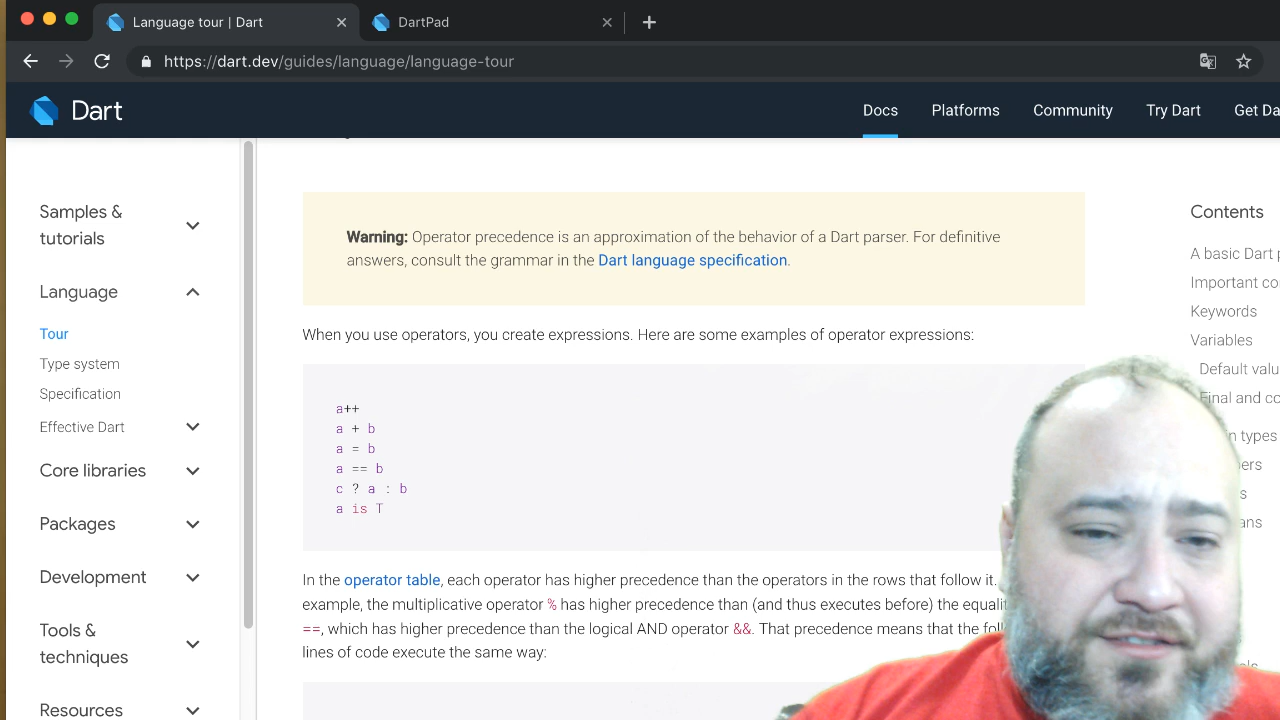 Language tour | Dart
DartPad
https://dart.dev/guides/language/language-tour
Dart
Docs
Platforms
Community
Try Dart
Get Da
Samples &
tutorials
Language
Tour
Type system
Specification
Effective Dart
Core libraries
Packages
Development
Tools &
techniques
Resources
Warning: Operator precedence is an approximation of the behavior of a Dart parser. For definitive
answers, consult the grammar in the Dart language specification.
When you use operators, you create expressions. Here are some examples of operator expressions:
a++
a + b
a = b
a == b
c ? a : b
a is T
In the operator table, each operator has higher precedence than the operators in the rows that follow it.
example, the multiplicative operator % has higher precedence than (and thus executes before) the equali
==, which has higher precedence than the logical AND operator &&. That precedence means that the fol
lines of code execute the same way:
Contents
A basic Dart p
Important co
Keywords
Variables
Default valu
Final and co
n types
ers
s
ans
ls